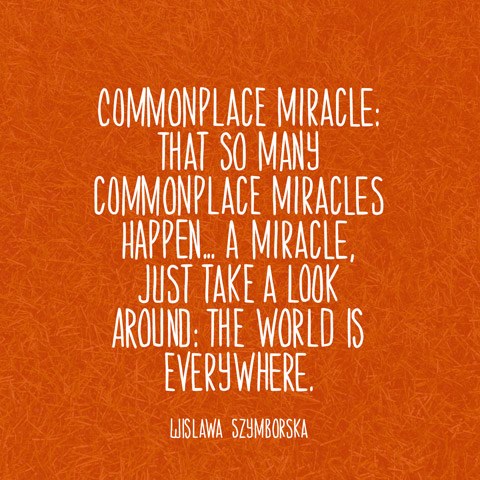 COMMONPLACE MIRACLE:
THAT SO MANY
COMMONPLACE MIRACLES
HAPPEN... A MIRACLE,
JUST TAKE A LOOK
AROUND: THE WORLD IS
EVERYWHERE.
WISLAWA SZYMBORSKA